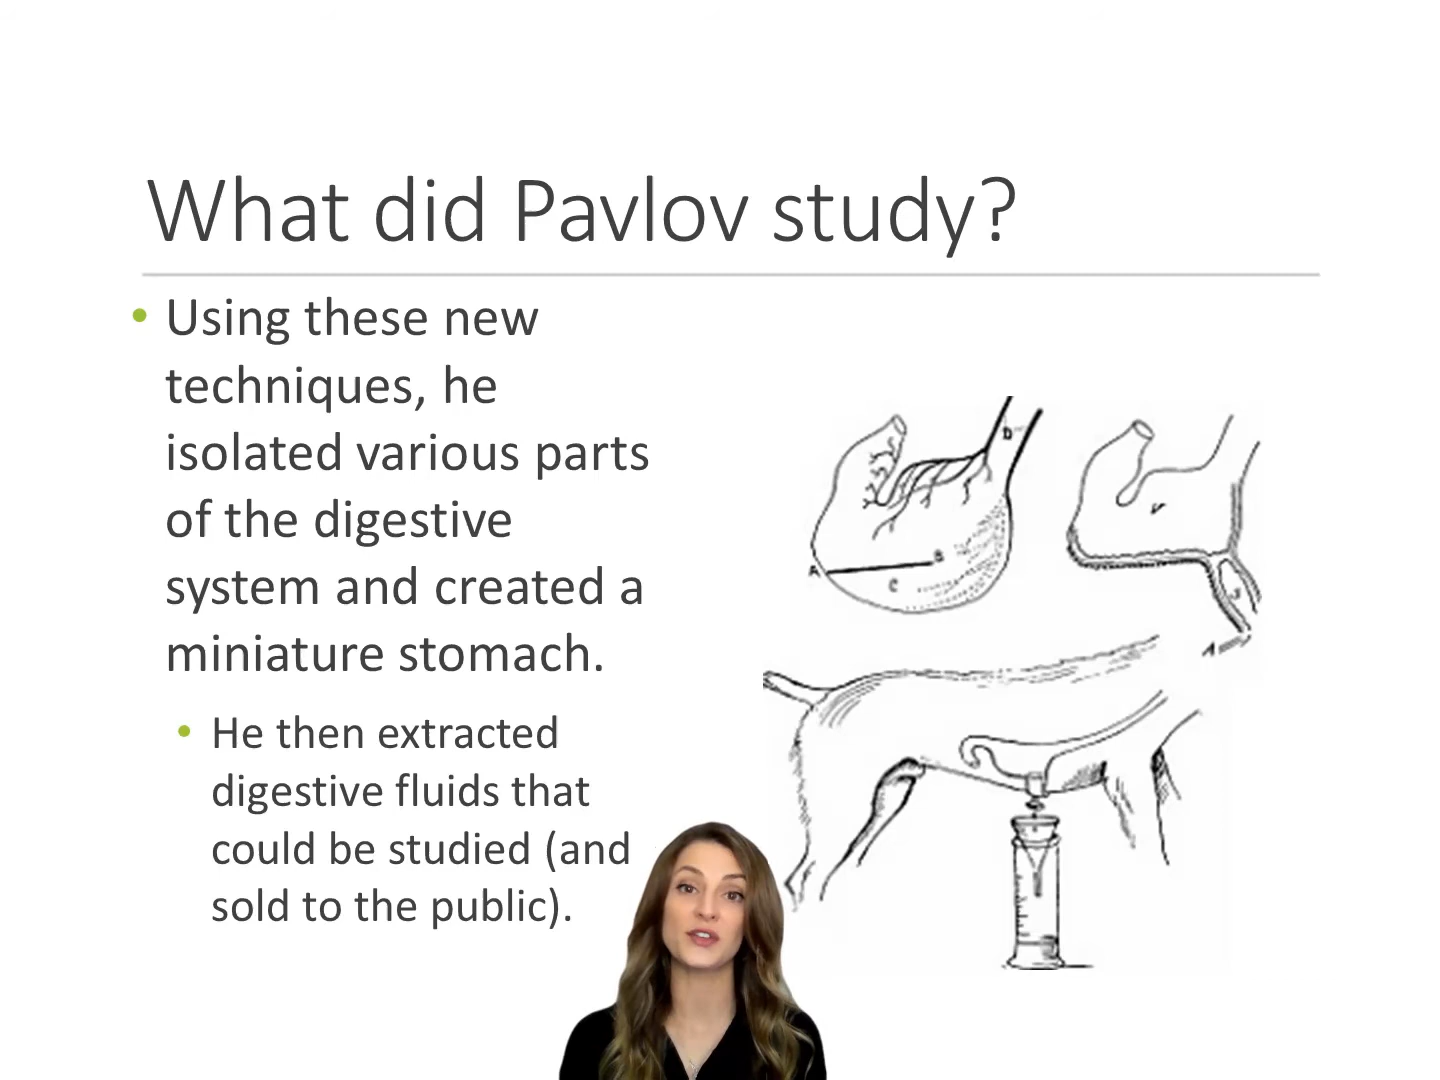 What did Pavlov study?
• Using these new
techniques, he
isolated various parts
of the digestive
system and created a
miniature stomach.
• He then extracted
digestive fluids that
could be studied (and
sold to the public).
A
B
C
V
A